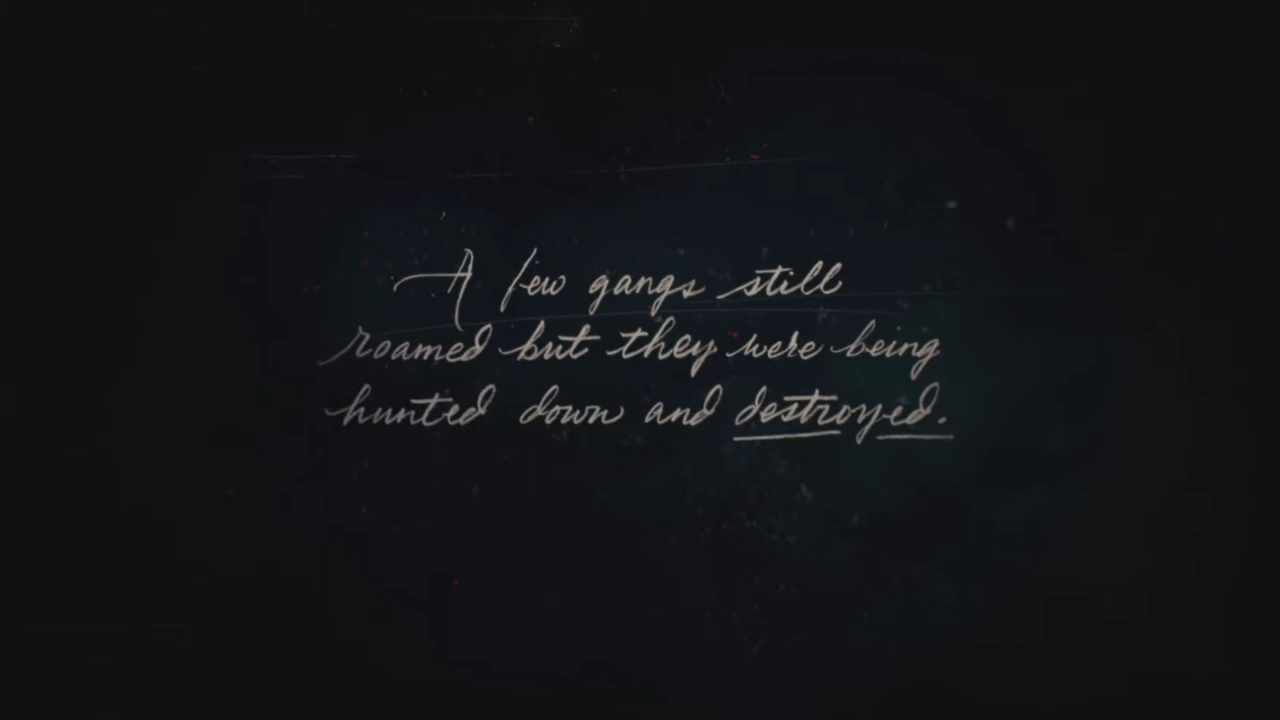 A few gangs still
roamed but they were being
hunted down and destroyed.